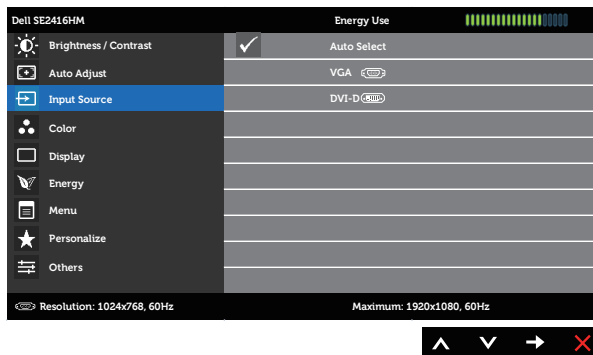 Dell SE2416HM Energy Use
Brightness / Contrast Auto Select
Auto Adjust VGA
Input Source DVI-D
Color
Display
Energy
Menu
Personalize
Others
Resolution: 1024x768, 60Hz Maximum: 1920x1080, 60Hz